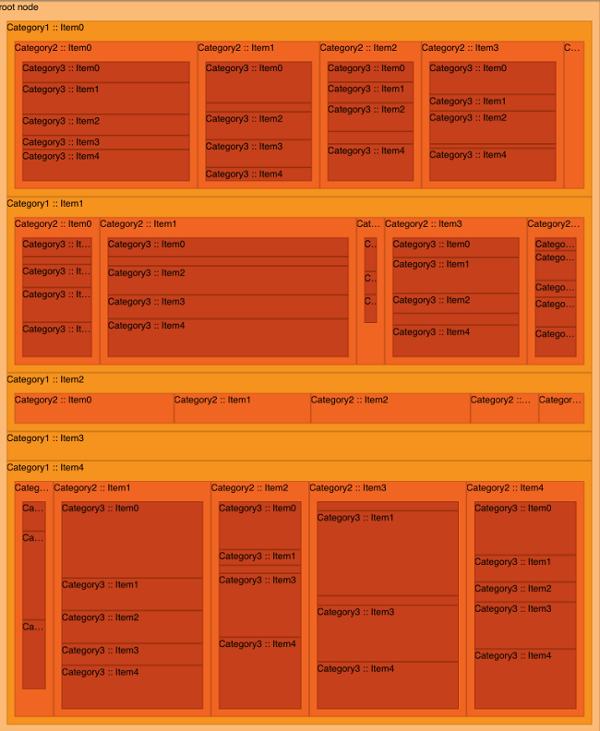 root node
Category1 :: Item0
Category2 :: Item0
Category3 :: Item0
Category3 :: Item1
Category3 :: Item2
Category3 :: Item3
Category3 :: Item4
Category2 :: Item1
Category3 :: Item0
Category3 :: Item2
Category3 :: Item3
Category3 :: Item4
Category2 :: Item2
Category3 :: Item0
Category3 :: Item1
Category3 :: Item2
Category3 :: Item4
Category2 :: Item3
Category3 :: Item0
Category3 :: Item1
Category3 :: Item2
Category3 :: Item4
C...
Category1 :: Item1
Category2 :: Item0
Category3 :: It...
Category3 :: It...
Category3 :: It...
Category3 :: It...
Category2 :: Item1
Category3 :: Item0
Category3 :: Item2
Category3 :: Item3
Category3 :: Item4
Cat...
C...
C...
C...
Category2 :: Item3
Category3 :: Item0
Category3 :: Item1
Category3 :: Item2
Category3 :: Item4
Category2...
Catego...
Catego...
Catego...
Catego...
Catego...
Category1 :: Item2
Category2 :: Item0
Category2 :: Item1
Category2 :: Item2
Category2 ::...
Categor...
Category1 :: Item3
Category1 :: Item4
Categ...
Ca...
Ca...
Ca...
Category2 :: Item1
Category3 :: Item0
Category3 :: Item1
Category3 :: Item2
Category3 :: Item3
Category3 :: Item4
Category2 :: Item2
Category3 :: Item0
Category3 :: Item1
Category3 :: Item3
Category3 :: Item4
Category2 :: Item3
Category3 :: Item1
Category3 :: Item3
Category3 :: Item4
Category2 :: Item4
Category3 :: Item0
Category3 :: Item1
Category3 :: Item2
Category3 :: Item3
Category3 :: Item4